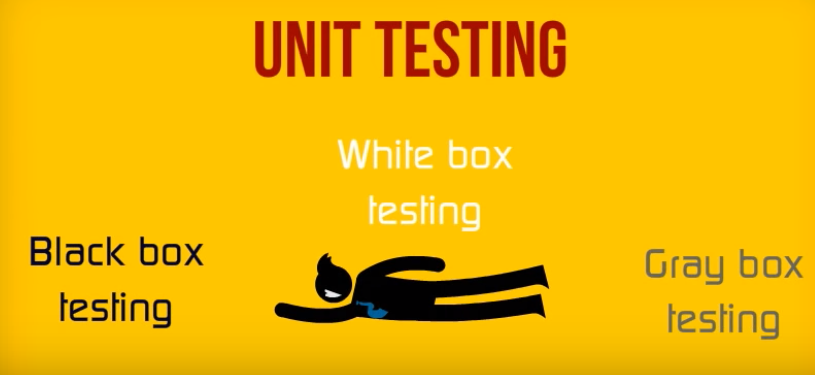 UNIT TESTING
White box
testing
Black box
testing
Gray box
testing